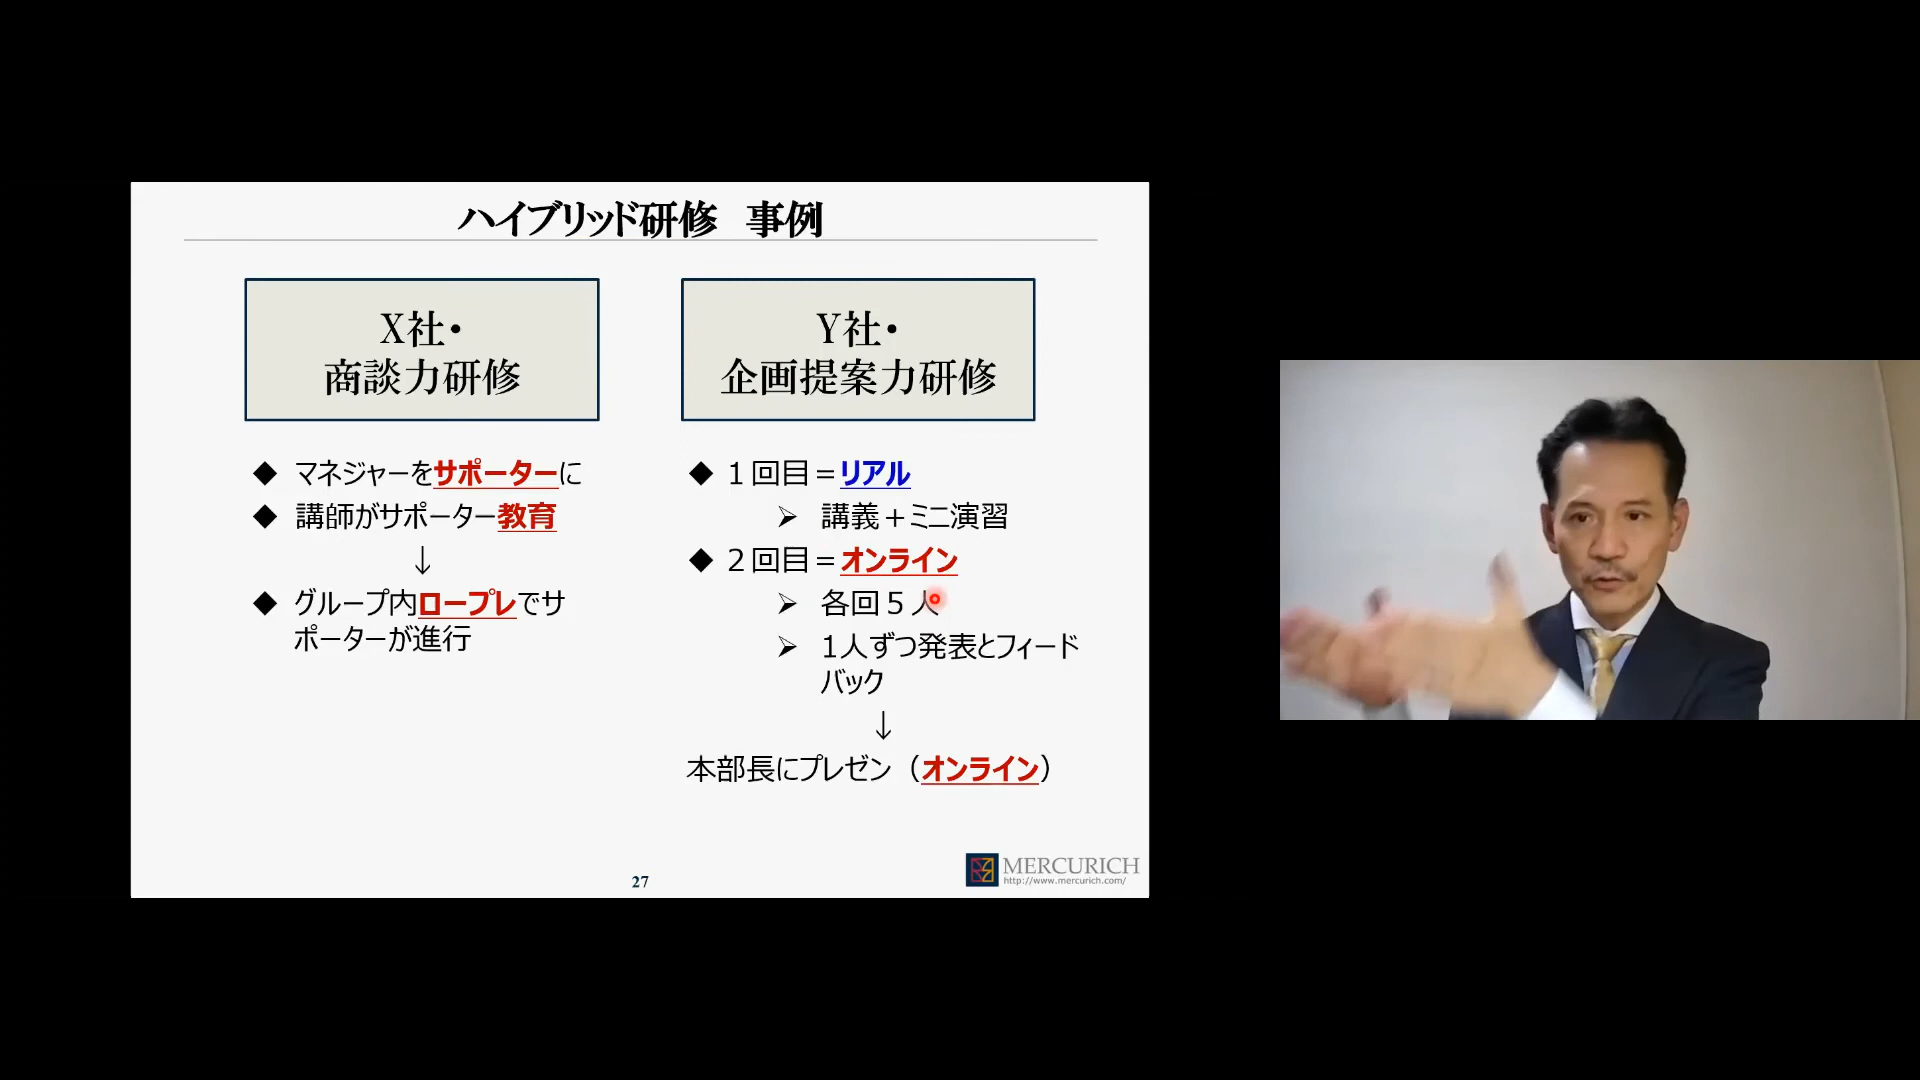 ハイブリッド研修　事例
X社・
商談力研修
◆ マネジャーをサポーターに
◆ 講師がサポーター教育
↓
◆ グループ内ロープレでサ
ポーターが進行
Y社・
企画提案力研修
◆ １回目＝リアル
➢ 講義＋ミニ演習
◆ ２回目＝オンライン
➢ 各回５人
➢ 1人ずつ発表とフィード
バック
↓
本部長にプレゼン（オンライン）
27
MERCURICH
http://www.mercurich.com/